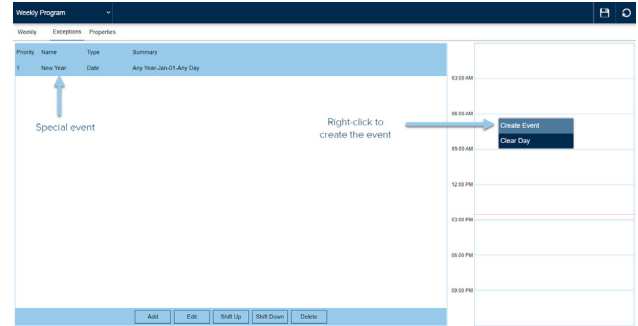 Weekly Program
Weekly Exceptions Properties
Priority Name Type Summary
1 New Year Date Any Year-Jan-01-Any Day
03:00 AM
Special event
Right-click to
create the event
06:00 AM
Create Event
Clear Day
09:00 AM
12:00 PM
03:00 PM
06:00 PM
09:00 PM
Add Edit Shift Up Shift Down Delete